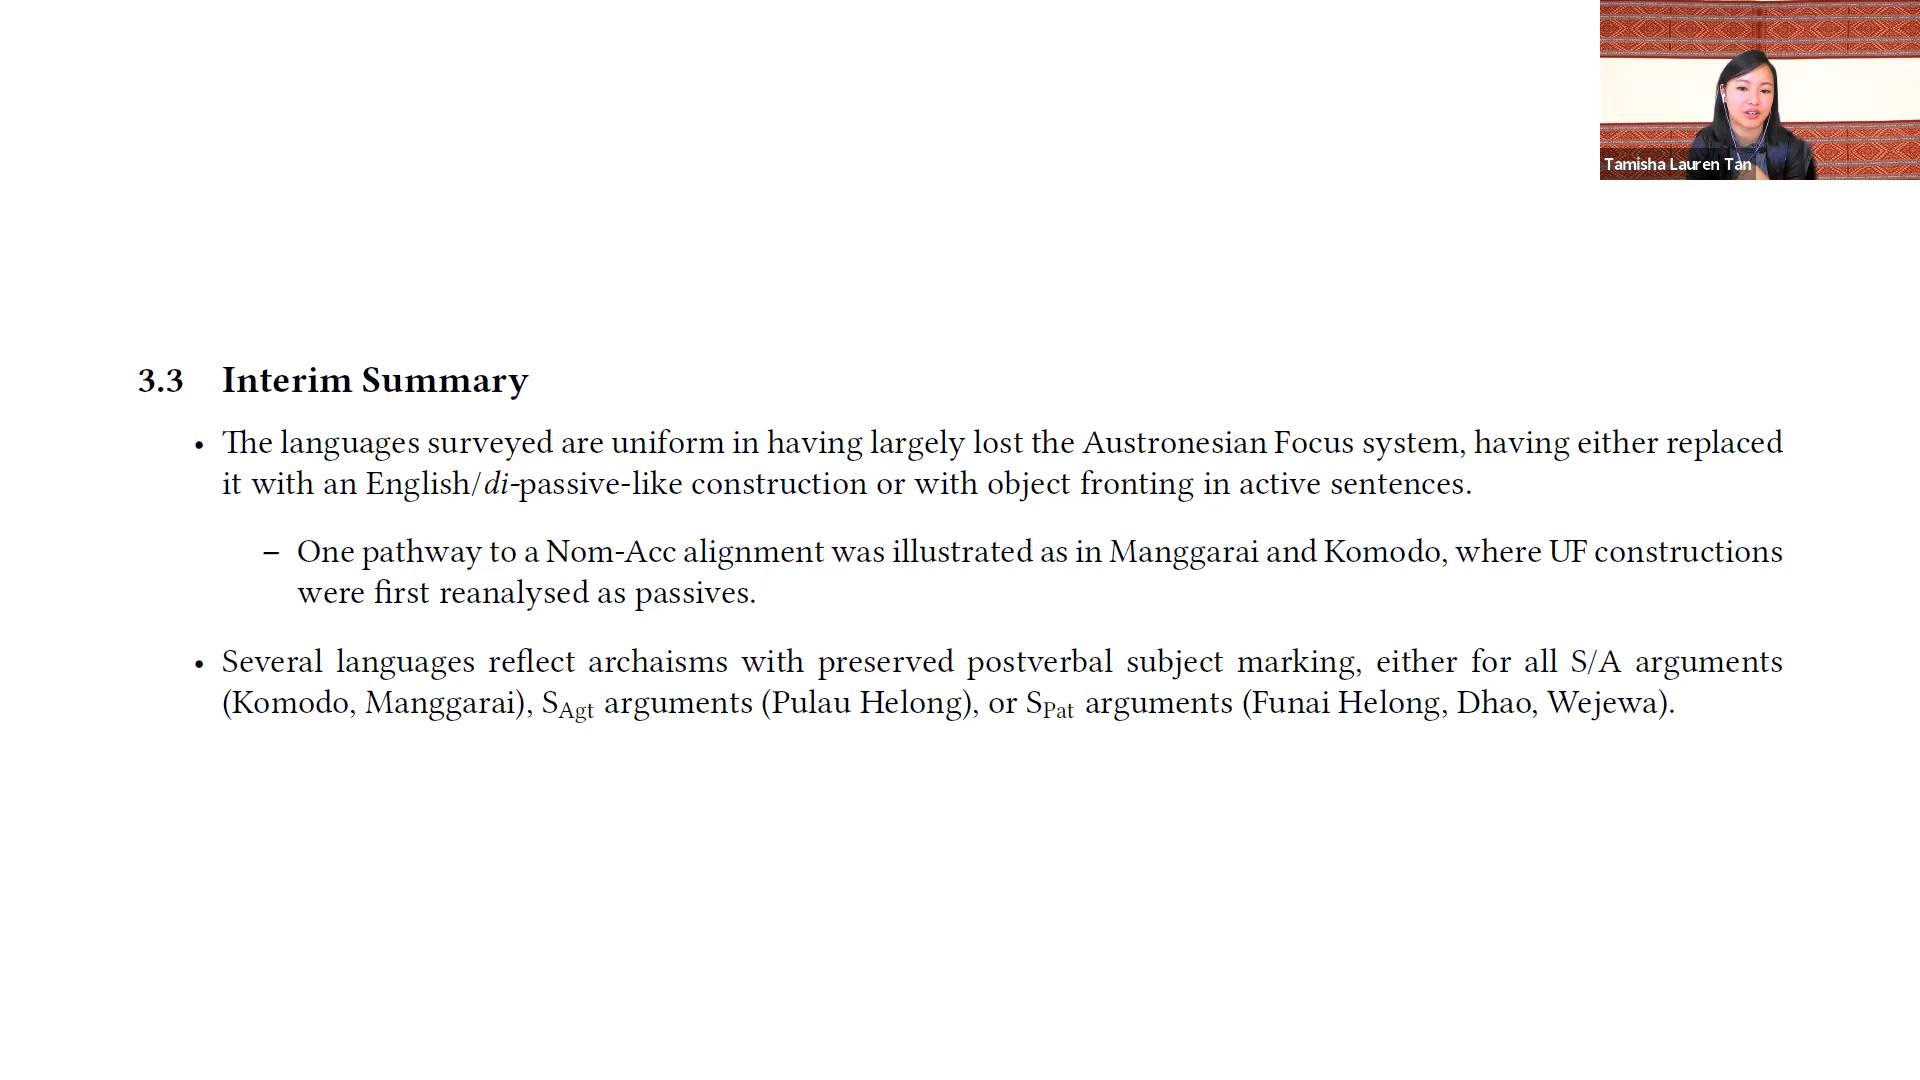 Tamisha Lauren Tan
3.3 Interim Summary
• The languages surveyed are uniform in having largely lost the Austronesian Focus system, having either replaced
it with an English/di-passive-like construction or with object fronting in active sentences.
– One pathway to a Nom-Acc alignment was illustrated as in Manggarai and Komodo, where UF constructions
were first reanalysed as passives.
• Several languages reflect archaisms with preserved postverbal subject marking, either for all S/A arguments
(Komodo, Manggarai), SAgt arguments (Pulau Helong), or SPat arguments (Funai Helong, Dhao, Wejewa).